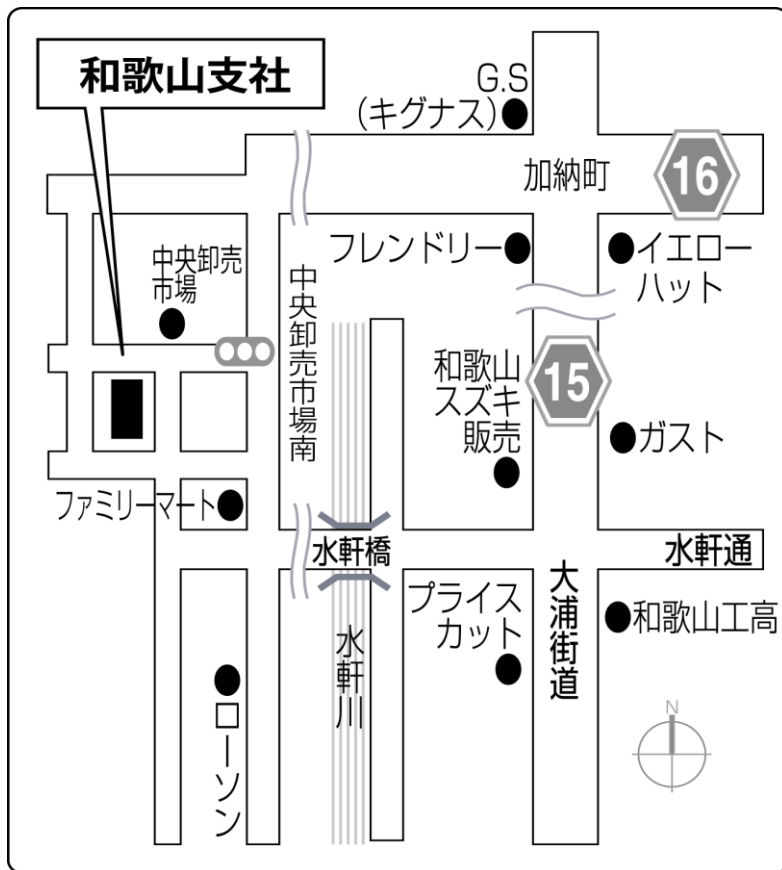 和歌山支社
G.S
(キグナス)
加納町
16
中央卸売
市場
フレンドリー
イエロー
ハット
中央卸売市場南
和歌山
スズキ
販売
15
ガスト
ファミリーマート
水軒橋
水軒通
プライス
カット
大浦街道
和歌山工高
水軒川
ローソン
N